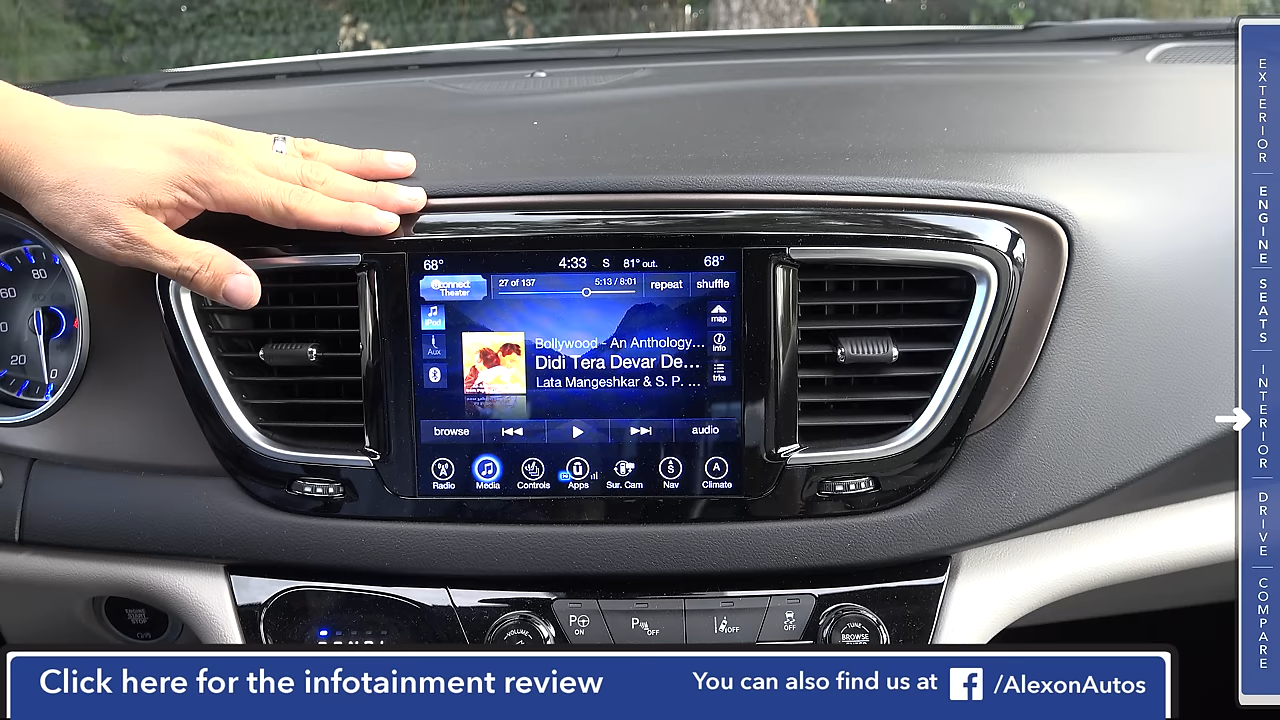 68°
4:33
S
81° out.
68°
uconnect
Theater
27 of 137
5:13 / 8:01
repeat
shuffle
iPod
Aux
map
info
trks
Bollywood - An Anthology...
Didi Tera Devar De...
Lata Mangeshkar & S. P. ...
browse
audio
Radio
Media
Controls
Apps
Sur. Cam
Nav
Climate
80
60
20
0
ENGINE
START
STOP
VOLUME
P ON
P OFF
OFF
OFF
TUNE
BROWSE
EXTERIOR
ENGINE
SEATS
INTERIOR
DRIVE
COMPARE
Click here for the infotainment review
You can also find us at
/AlexonAutos